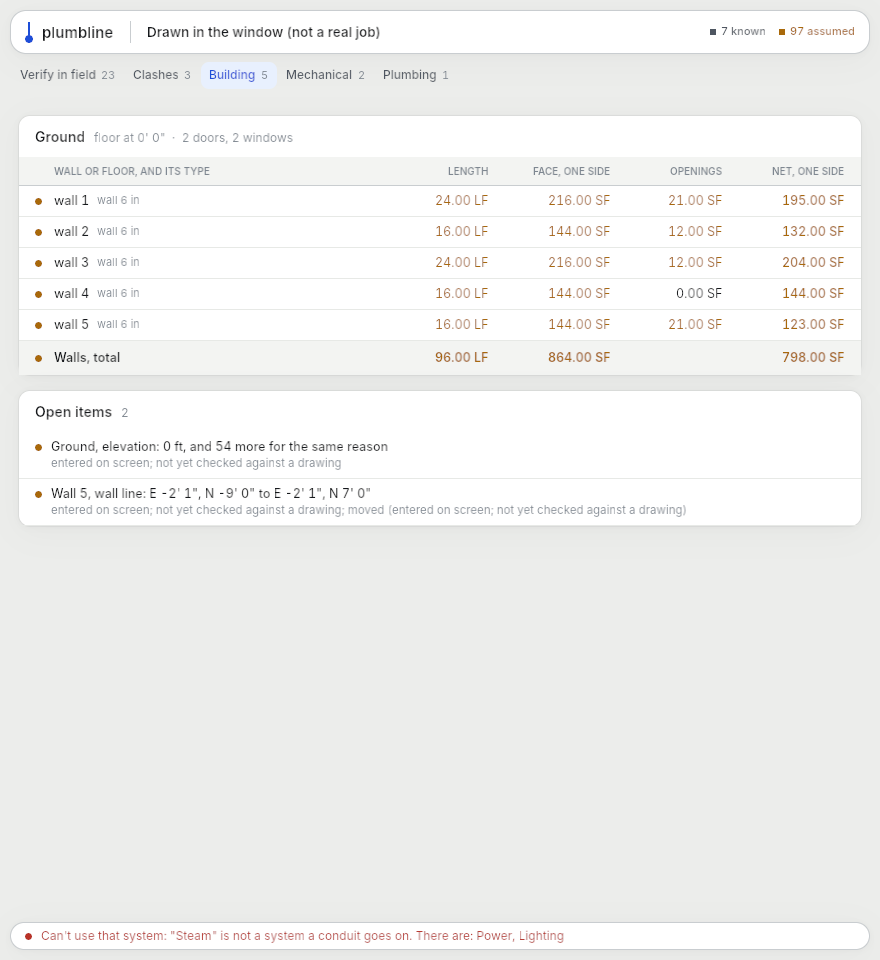 plumbline Drawn in the window (not a real job) 7 known 97 assumed
Verify in field 23 Clashes 3 Building 5 Mechanical 2 Plumbing 1
Ground floor at 0' 0" · 2 doors, 2 windows
WALL OR FLOOR, AND ITS TYPE LENGTH FACE, ONE SIDE OPENINGS NET, ONE SIDE
wall 1 wall 6 in 24.00 LF 216.00 SF 21.00 SF 195.00 SF
wall 2 wall 6 in 16.00 LF 144.00 SF 12.00 SF 132.00 SF
wall 3 wall 6 in 24.00 LF 216.00 SF 12.00 SF 204.00 SF
wall 4 wall 6 in 16.00 LF 144.00 SF 0.00 SF 144.00 SF
wall 5 wall 6 in 16.00 LF 144.00 SF 21.00 SF 123.00 SF
Walls, total 96.00 LF 864.00 SF 798.00 SF
Open items 2
Ground, elevation: 0 ft, and 54 more for the same reason
entered on screen; not yet checked against a drawing
Wall 5, wall line: E -2' 1", N -9' 0" to E -2' 1", N 7' 0"
entered on screen; not yet checked against a drawing; moved (entered on screen; not yet checked against a drawing)
Can't use that system: "Steam" is not a system a conduit goes on. There are: Power, Lighting